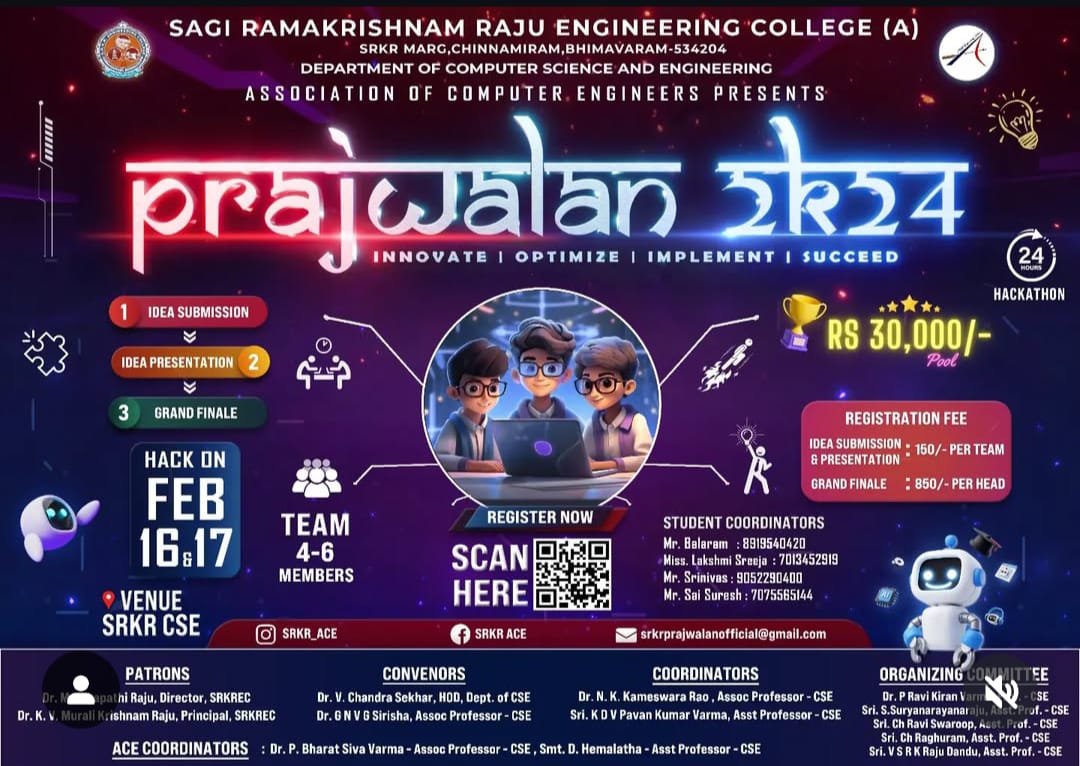 SAGI RAMAKRISHNAM RAJU ENGINEERING COLLEGE (A)
SRKR MARG,CHINNAMIRAM,BHIMAVARAM-534204
DEPARTMENT OF COMPUTER SCIENCE AND ENGINEERING
ASSOCIATION OF COMPUTER ENGINEERS PRESENTS
prajwalan 2k24
INNOVATE | OPTIMIZE | IMPLEMENT | SUCCEED
24
HOURS
HACKATHON
1 IDEA SUBMISSION
IDEA PRESENTATION 2
3 GRAND FINALE
RS 30,000/-
Pool
REGISTRATION FEE
IDEA SUBMISSION & PRESENTATION : 150/- PER TEAM
GRAND FINALE : 850/- PER HEAD
HACK ON
FEB
16&17
TEAM
4-6
MEMBERS
VENUE
SRKR CSE
REGISTER NOW
SCAN
HERE
STUDENT COORDINATORS
Mr. Balaram : 8919540420
Miss. Lakshmi Sreeja : 7013452919
Mr. Srinivas : 9052290400
Mr. Sai Suresh : 7075565144
AI
SRKR_ACE
SRKR ACE
srkrprajwalanofficial@gmail.com
PATRONS
Dr. Raju, Director, SRKREC
Dr. K. V. Murali Krishnam Raju, Principal, SRKREC
CONVENORS
Dr. V. Chandra Sekhar, HOD, Dept. of CSE
Dr. G N V G Sirisha, Assoc Professor - CSE
COORDINATORS
Dr. N. K. Kameswara Rao , Assoc Professor - CSE
Sri. K D V Pavan Kumar Varma, Asst Professor - CSE
ORGANIZING COMMITTEE
Dr. P Ravi Kiran - CSE
Sri. S.Suryanarayanaraju, Asst. Prof. - CSE
Sri. Ch Ravi Swaroop, Asst. Prof. - CSE
Sri. Ch Raghuram, Asst. Prof. - CSE
Sri. V S R K Raju Dandu, Asst. Prof. - CSE
ACE COORDINATORS : Dr. P. Bharat Siva Varma - Assoc Professor - CSE , Smt. D. Hemalatha - Asst Professor - CSE